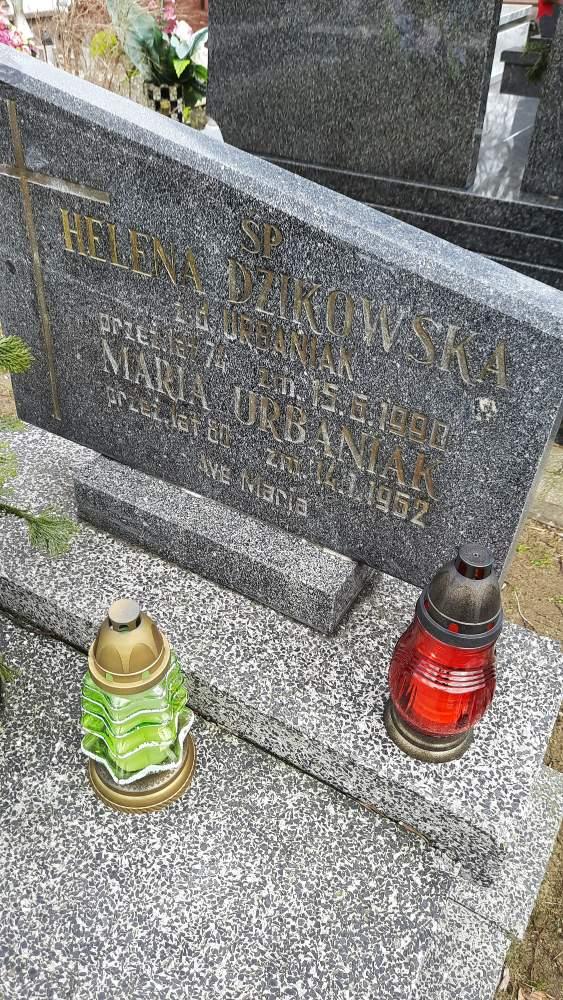 SP
HELENA DZIKOWSKA
z.d. URBANIAK
przeż. lat 74 zm. 15.6.1990
MARIA URBANIAK
przeż. lat 80 zm. 14.1.1952
AVE Maria